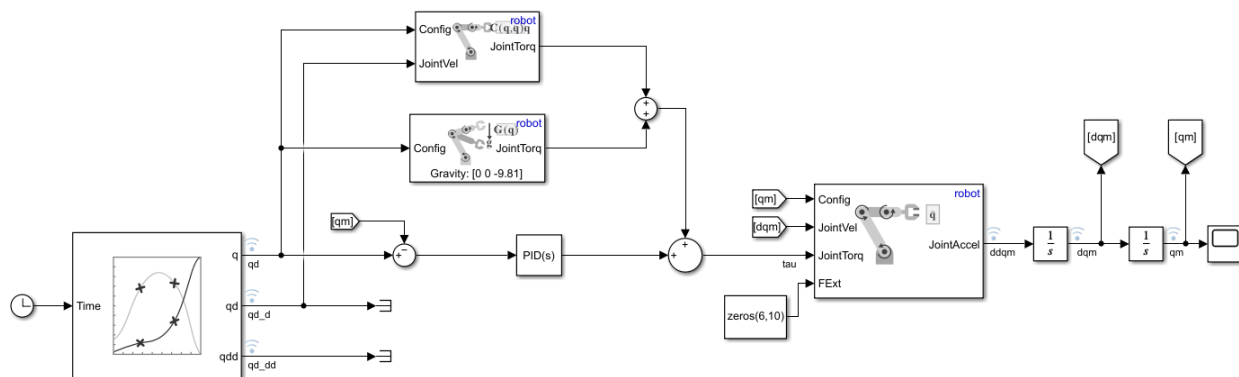 robot
Config
C(q,q̇)q̇
JointTorq
JointVel
robot
G(q)
g
Config
JointTorq
Gravity: [0 0 -9.81]
[dqm]
[qm]
robot
[qm]
Config
q̈
[dqm]
JointVel
JointAccel
ddqm
1
s
dqm
1
s
qm
JointTorq
tau
FExt
zeros(6,10)
[qm]
+
+
+
−
PID(s)
+
+
q
qd
Time
qd
qd_d
qdd
qd_dd